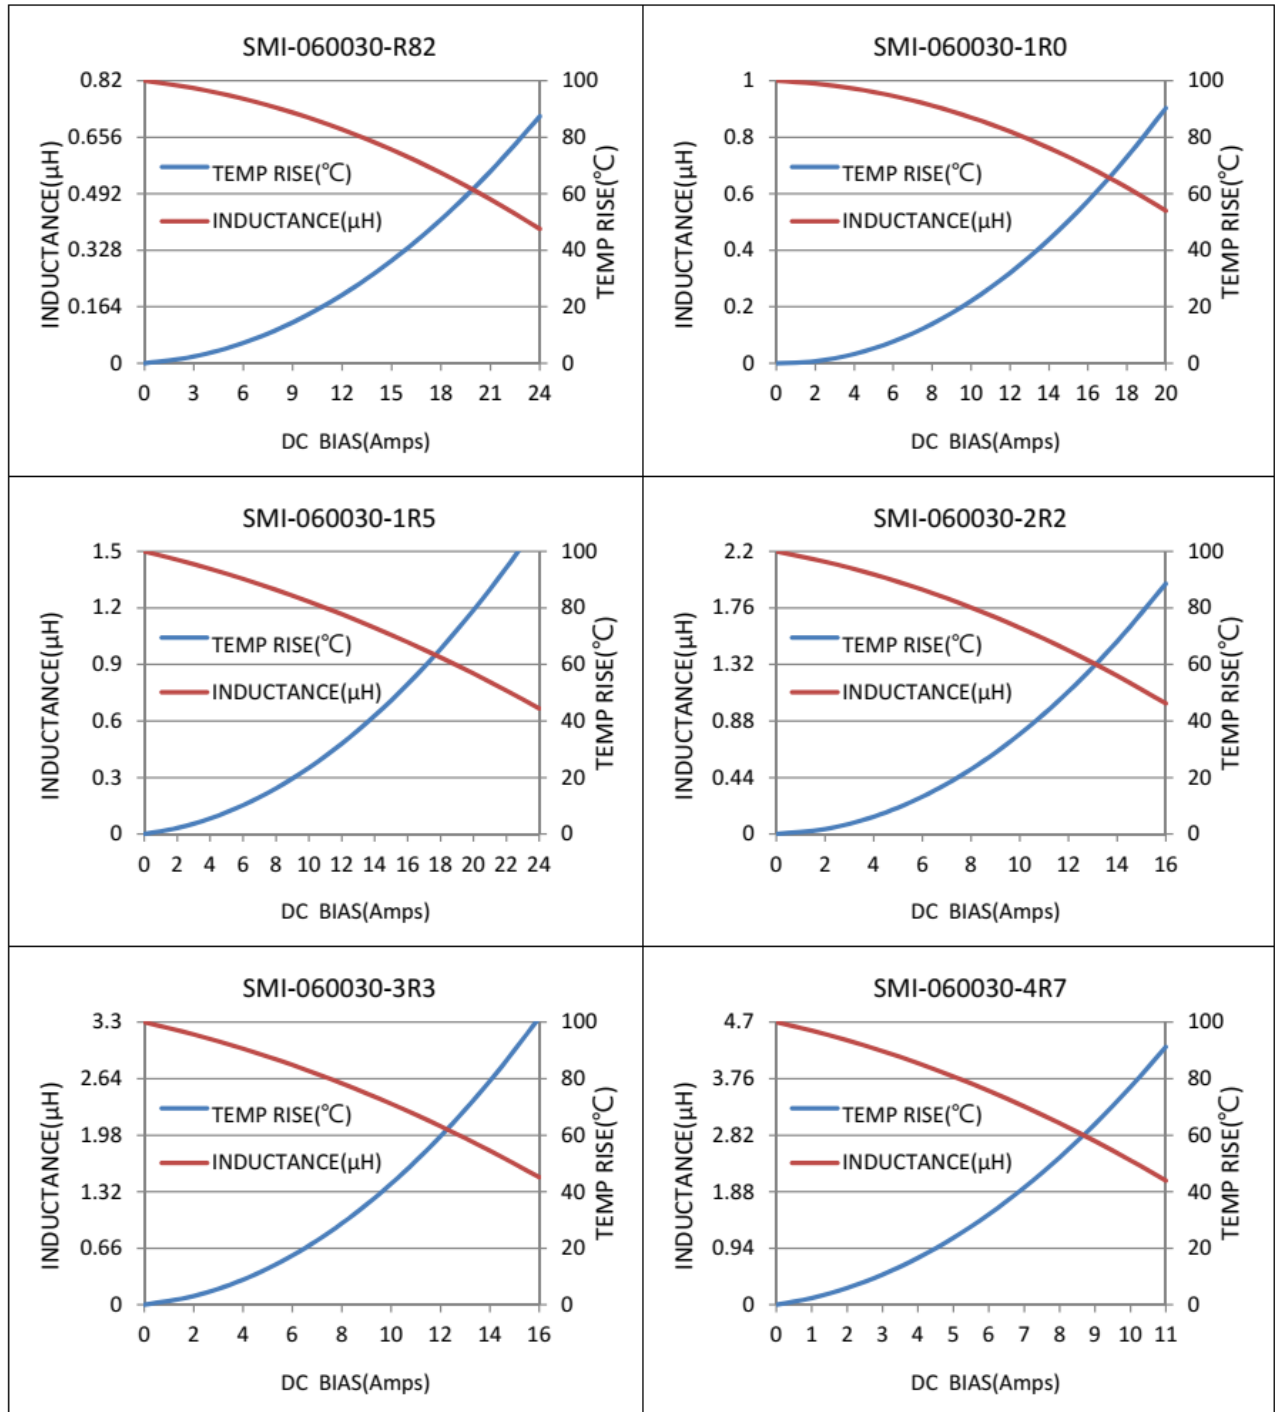 SMI-060030-R82
INDUCTANCE(µH)
0.82
0.656
0.492
0.328
0.164
0
TEMP RISE(℃)
INDUCTANCE(µH)
100
80
60
40
20
0
TEMP RISE(℃)
0 3 6 9 12 15 18 21 24
DC BIAS(Amps)
SMI-060030-1R0
INDUCTANCE(µH)
1
0.8
0.6
0.4
0.2
0
TEMP RISE(℃)
INDUCTANCE(µH)
100
80
60
40
20
0
TEMP RISE(℃)
0 2 4 6 8 10 12 14 16 18 20
DC BIAS(Amps)
SMI-060030-1R5
INDUCTANCE(µH)
1.5
1.2
0.9
0.6
0.3
0
TEMP RISE(℃)
INDUCTANCE(µH)
100
80
60
40
20
0
TEMP RISE(℃)
0 2 4 6 8 10 12 14 16 18 20 22 24
DC BIAS(Amps)
SMI-060030-2R2
INDUCTANCE(µH)
2.2
1.76
1.32
0.88
0.44
0
TEMP RISE(℃)
INDUCTANCE(µH)
100
80
60
40
20
0
TEMP RISE(℃)
0 2 4 6 8 10 12 14 16
DC BIAS(Amps)
SMI-060030-3R3
INDUCTANCE(µH)
3.3
2.64
1.98
1.32
0.66
0
TEMP RISE(℃)
INDUCTANCE(µH)
100
80
60
40
20
0
TEMP RISE(℃)
0 2 4 6 8 10 12 14 16
DC BIAS(Amps)
SMI-060030-4R7
INDUCTANCE(µH)
4.7
3.76
2.82
1.88
0.94
0
TEMP RISE(℃)
INDUCTANCE(µH)
100
80
60
40
20
0
TEMP RISE(℃)
0 1 2 3 4 5 6 7 8 9 10 11
DC BIAS(Amps)